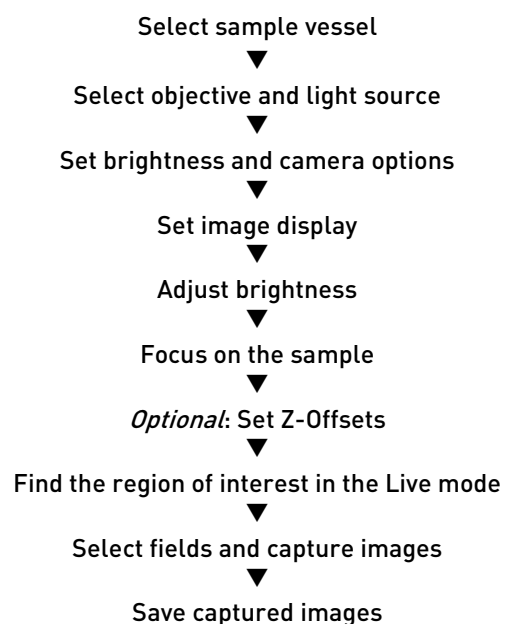 Select sample vessel
▼
Select objective and light source
▼
Set brightness and camera options
▼
Set image display
▼
Adjust brightness
▼
Focus on the sample
▼
Optional: Set Z-Offsets
▼
Find the region of interest in the Live mode
▼
Select fields and capture images
▼
Save captured images